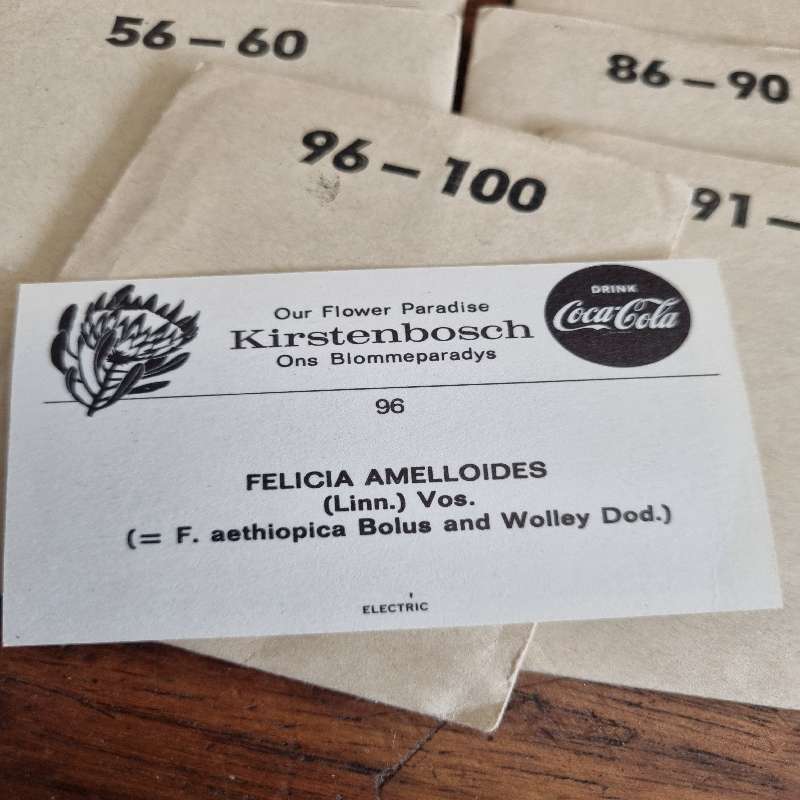 56 – 60
86 – 90
96 – 100
91 –
Our Flower Paradise
Kirstenbosch
Ons Blommeparadys
DRINK
Coca-Cola
96
FELICIA AMELLOIDES
(Linn.) Vos.
(= F. aethiopica Bolus and Wolley Dod.)
ELECTRIC